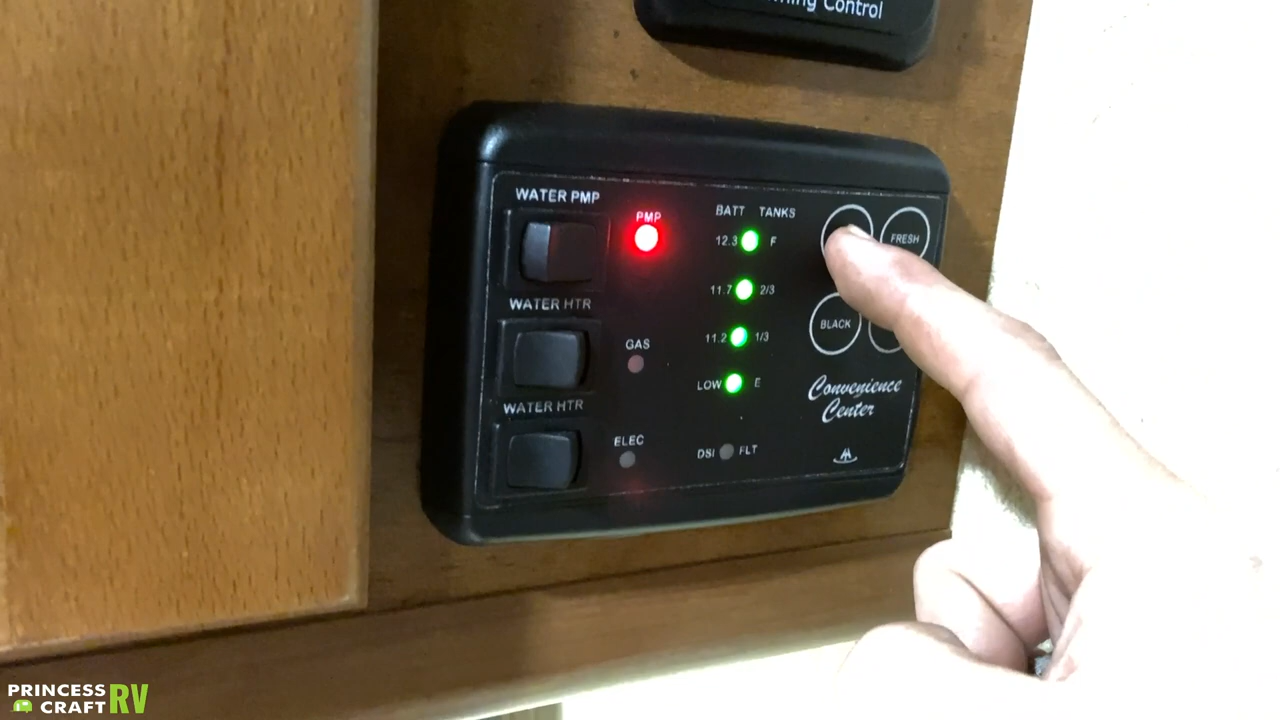 Control
WATER PMP
PMP
BATT TANKS
12.3 F
FRESH
11.7 2/3
WATER HTR
BLACK
11.2 1/3
GAS
LOW E
Convenience
Center
WATER HTR
ELEC
DSI FLT
PRINCESS
CRAFT RV